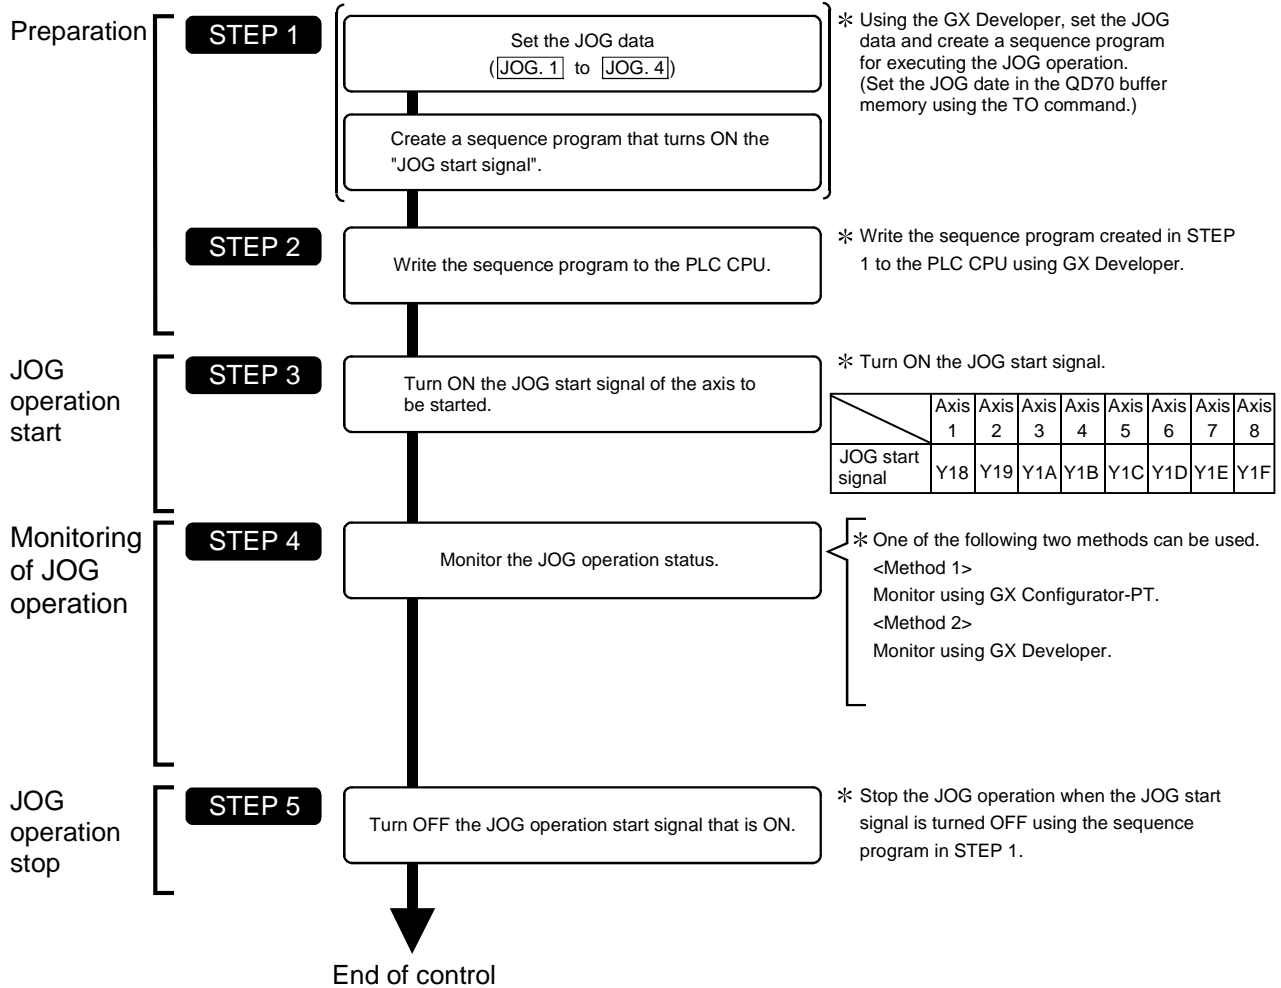 Preparation
STEP 1
Set the JOG data
(JOG. 1 to JOG. 4)
Create a sequence program that turns ON the
"JOG start signal".
* Using the GX Developer, set the JOG
data and create a sequence program
for executing the JOG operation.
(Set the JOG date in the QD70 buffer
memory using the TO command.)
STEP 2
Write the sequence program to the PLC CPU.
* Write the sequence program created in STEP
1 to the PLC CPU using GX Developer.
JOG
operation
start
STEP 3
Turn ON the JOG start signal of the axis to
be started.
* Turn ON the JOG start signal.
Axis Axis Axis Axis Axis Axis Axis Axis
1 2 3 4 5 6 7 8
JOG start
signal
Y18 Y19 Y1A Y1B Y1C Y1D Y1E Y1F
Monitoring
of JOG
operation
STEP 4
Monitor the JOG operation status.
* One of the following two methods can be used.
<Method 1>
Monitor using GX Configurator-PT.
<Method 2>
Monitor using GX Developer.
JOG
operation
stop
STEP 5
Turn OFF the JOG operation start signal that is ON.
* Stop the JOG operation when the JOG start
signal is turned OFF using the sequence
program in STEP 1.
End of control